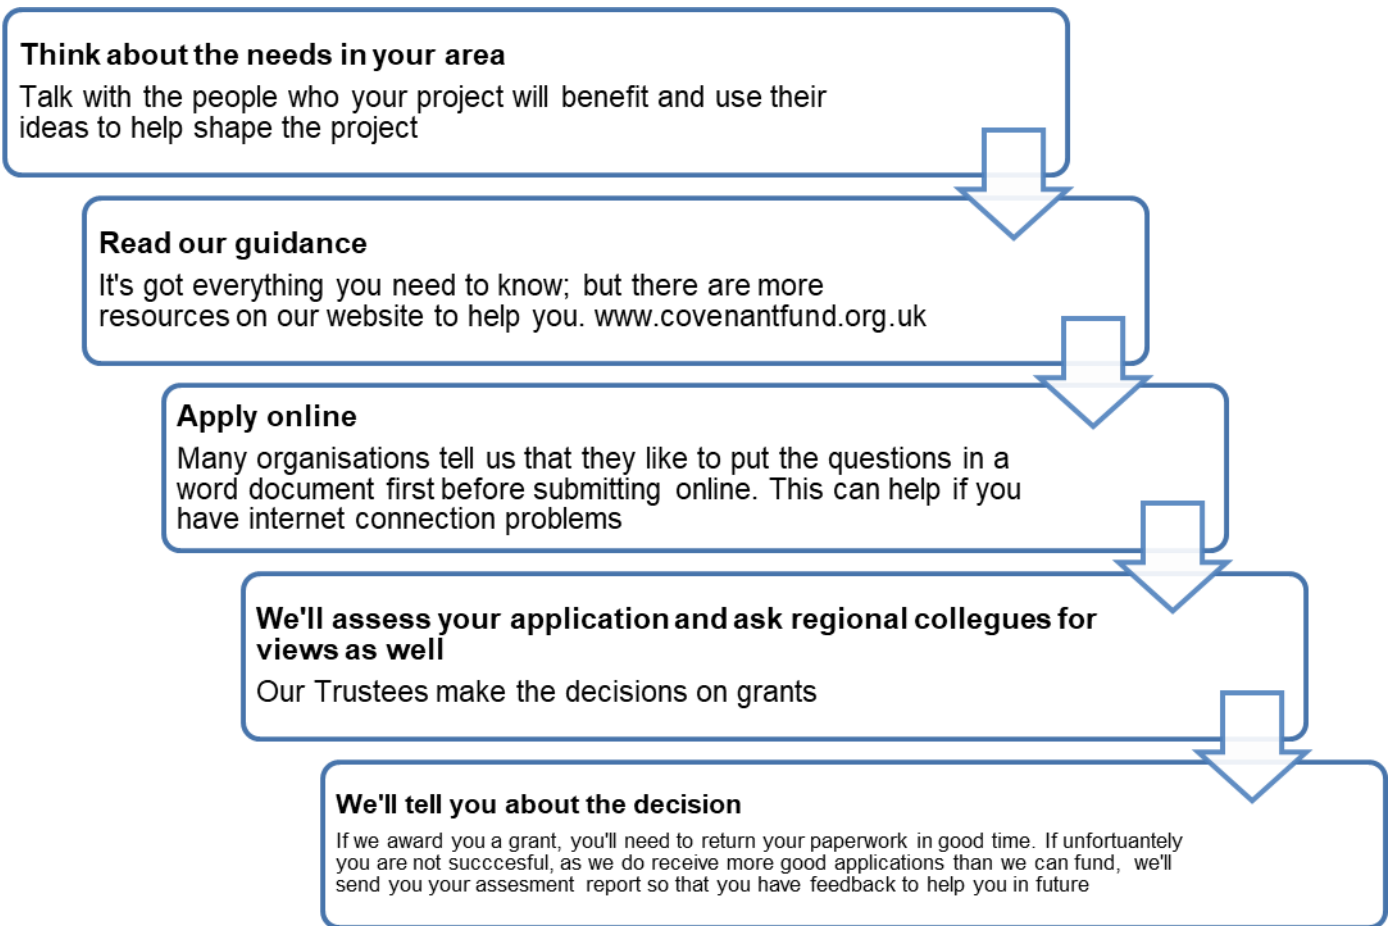 Think about the needs in your area
Talk with the people who your project will benefit and use their
ideas to help shape the project
Read our guidance
It's got everything you need to know; but there are more
resources on our website to help you. www.covenantfund.org.uk
Apply online
Many organisations tell us that they like to put the questions in a
word document first before submitting online. This can help if you
have internet connection problems
We'll assess your application and ask regional collegues for
views as well
Our Trustees make the decisions on grants
We'll tell you about the decision
If we award you a grant, you'll need to return your paperwork in good time. If unfortuantely
you are not succcesful, as we do receive more good applications than we can fund, we'll
send you your assesment report so that you have feedback to help you in future